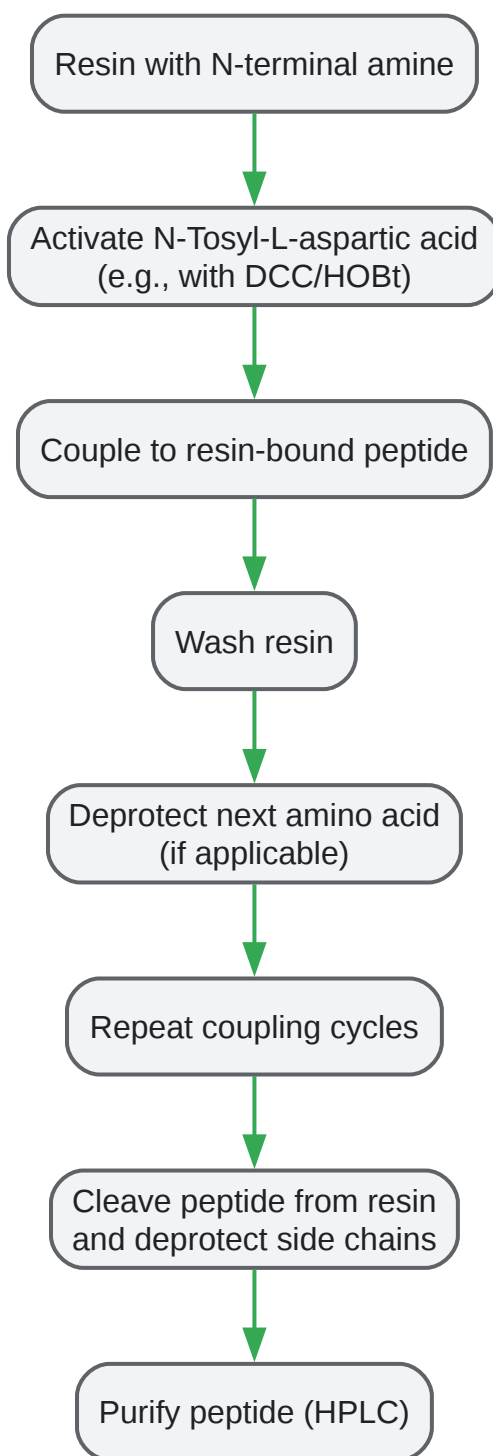 Resin with N-terminal amine
Activate N-Tosyl-L-aspartic acid
(e.g., with DCC/HOBt)
Couple to resin-bound peptide
Wash resin
Deprotect next amino acid
(if applicable)
Repeat coupling cycles
Cleave peptide from resin
and deprotect side chains
Purify peptide (HPLC)